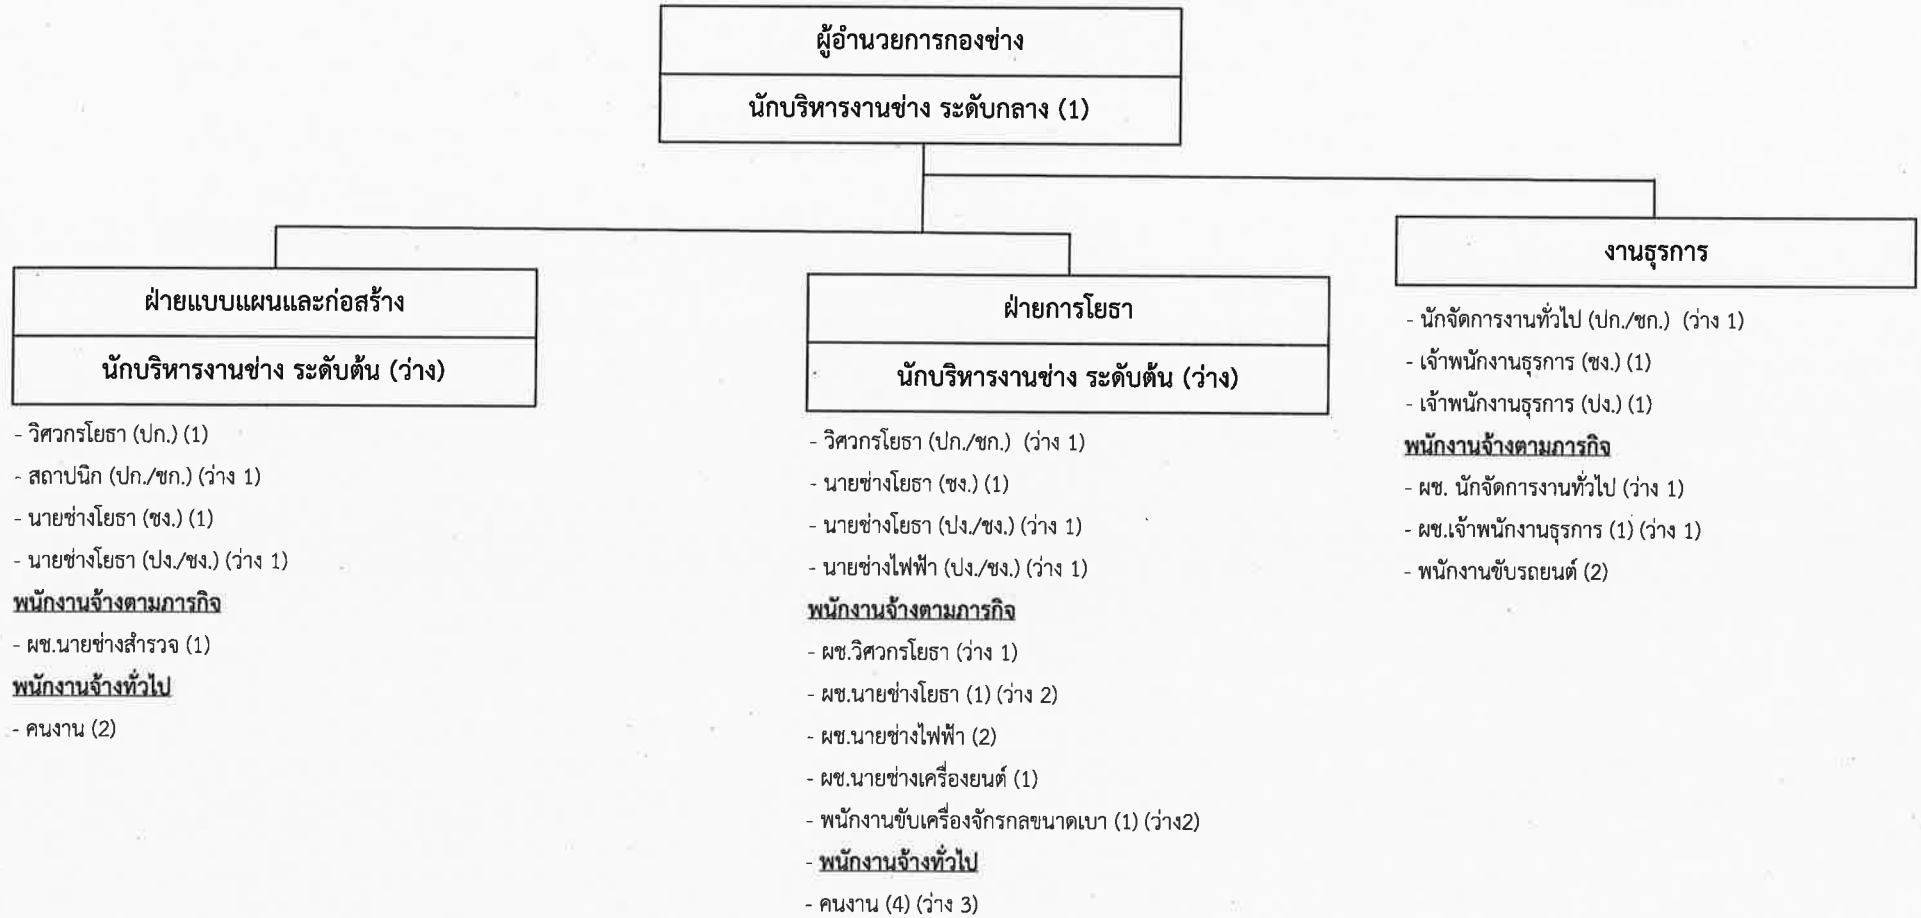 ผู้อำนวยการกองช่าง
นักบริหารงานช่าง ระดับกลาง (1)
ฝ่ายแบบแผนและก่อสร้าง
นักบริหารงานช่าง ระดับต้น (ว่าง)
- วิศวกรโยธา (ปก.) (1)
- สถาปนิก (ปก./ชก.) (ว่าง 1)
- นายช่างโยธา (ชง.) (1)
- นายช่างโยธา (ปง./ชง.) (ว่าง 1)
พนักงานจ้างตามภารกิจ
- ผช.นายช่างสำรวจ (1)
พนักงานจ้างทั่วไป
- คนงาน (2)
ฝ่ายการโยธา
นักบริหารงานช่าง ระดับต้น (ว่าง)
- วิศวกรโยธา (ปก./ชก.) (ว่าง 1)
- นายช่างโยธา (ชง.) (1)
- นายช่างโยธา (ปง./ชง.) (ว่าง 1)
- นายช่างไฟฟ้า (ปง./ชง.) (ว่าง 1)
พนักงานจ้างตามภารกิจ
- ผช.วิศวกรโยธา (ว่าง 1)
- ผช.นายช่างโยธา (1) (ว่าง 2)
- ผช.นายช่างไฟฟ้า (2)
- ผช.นายช่างเครื่องยนต์ (1)
- พนักงานขับเครื่องจักรกลขนาดเบา (1) (ว่าง2)
- พนักงานจ้างทั่วไป
- คนงาน (4) (ว่าง 3)
งานธุรการ
- นักจัดการงานทั่วไป (ปก./ชก.) (ว่าง 1)
- เจ้าพนักงานธุรการ (ชง.) (1)
- เจ้าพนักงานธุรการ (ปง.) (1)
พนักงานจ้างตามภารกิจ
- ผช. นักจัดการงานทั่วไป (ว่าง 1)
- ผช.เจ้าพนักงานธุรการ (1) (ว่าง 1)
- พนักงานขับรถยนต์ (2)